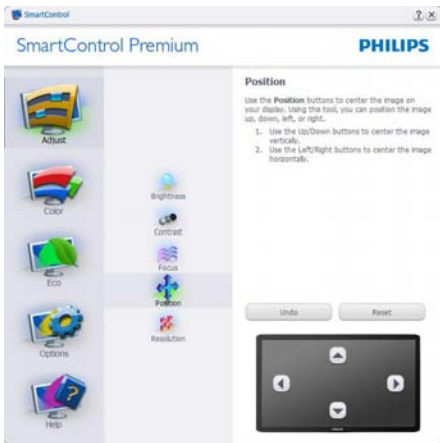 SmartControl
SmartControl Premium
PHILIPS
Adjust
Color
Eco
Options
Help
Brightness
Contrast
Focus
Position
Resolution
Position
Use the Position buttons to center the image on
your display. Using the tool, you can position the image
up, down, left, or right.
1. Use the Up/Down buttons to center the image
vertically.
2. Use the Left/Right buttons to center the image
horizontally.
Undo
Reset
PHILIPS